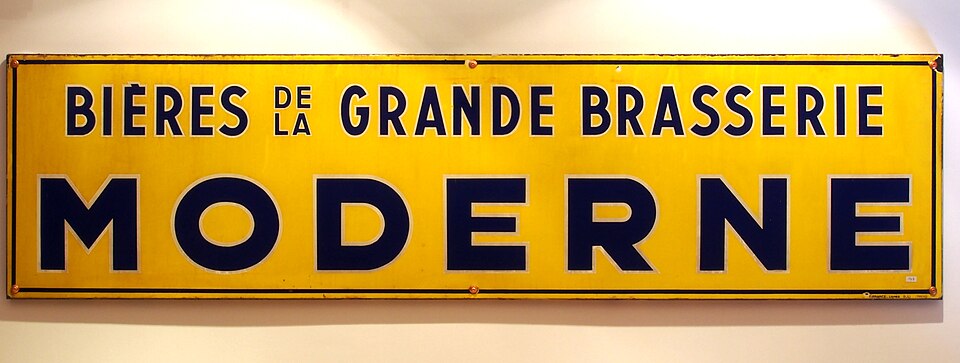 BIÈRES DE LA GRANDE BRASSERIE
MODERNE